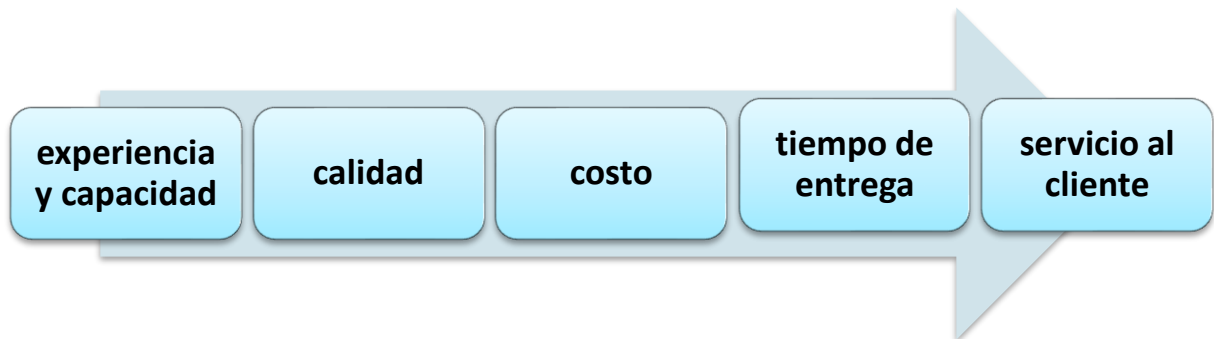 experiencia
y capacidad
calidad
costo
tiempo de
entrega
servicio al
cliente